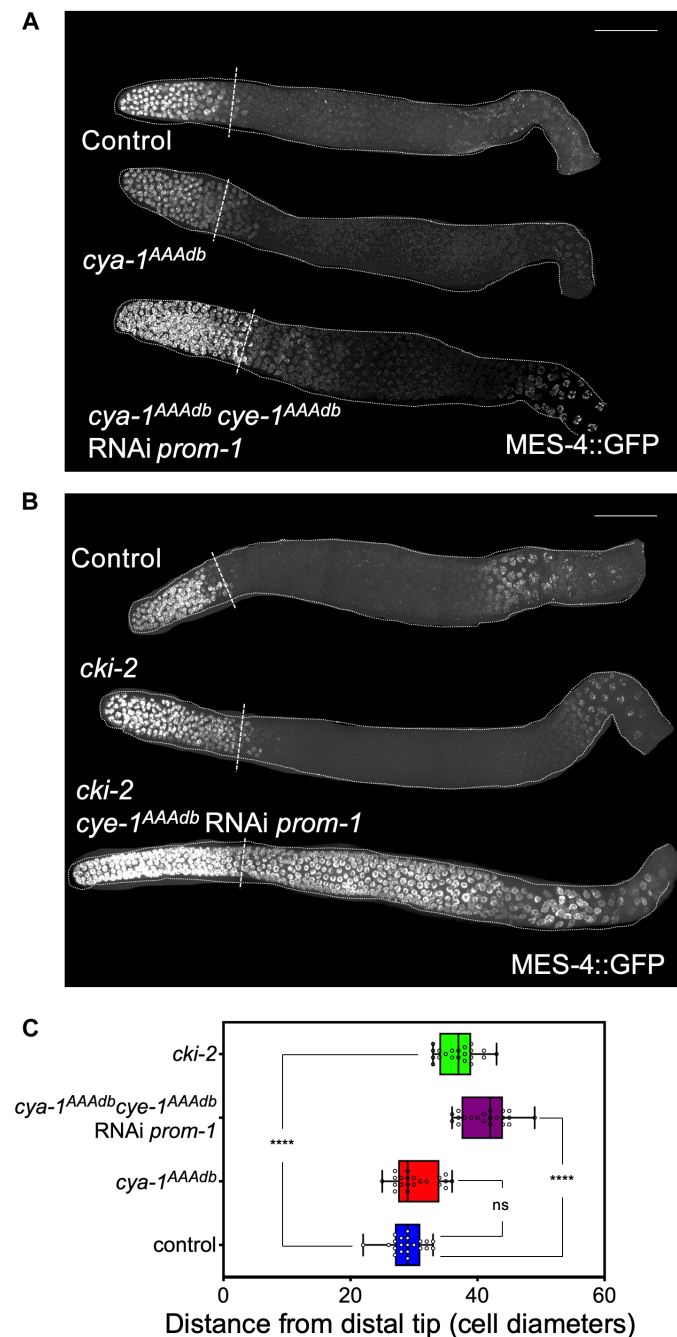 A
Control
cya-1AAAdb
cya-1AAAdb cye-1AAAdb
RNAi prom-1
MES-4::GFP
B
Control
cki-2
cki-2
cye-1AAAdb RNAi prom-1
MES-4::GFP
C
cki-2
cya-1AAAdbcye-1AAAdb
RNAi prom-1
****
****
cya-1AAAdb
ns
control
0 20 40 60
Distance from distal tip (cell diameters)